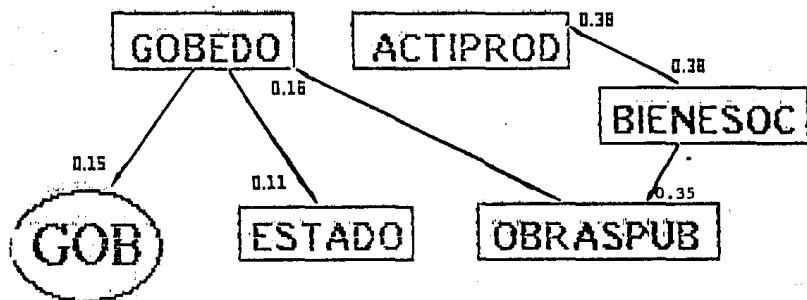 GOBEDO
ACTIPROD
0.38
0.16
0.38
BIENESOC
0.15
0.11
0.35
GOB
ESTADO
OBRASPUB